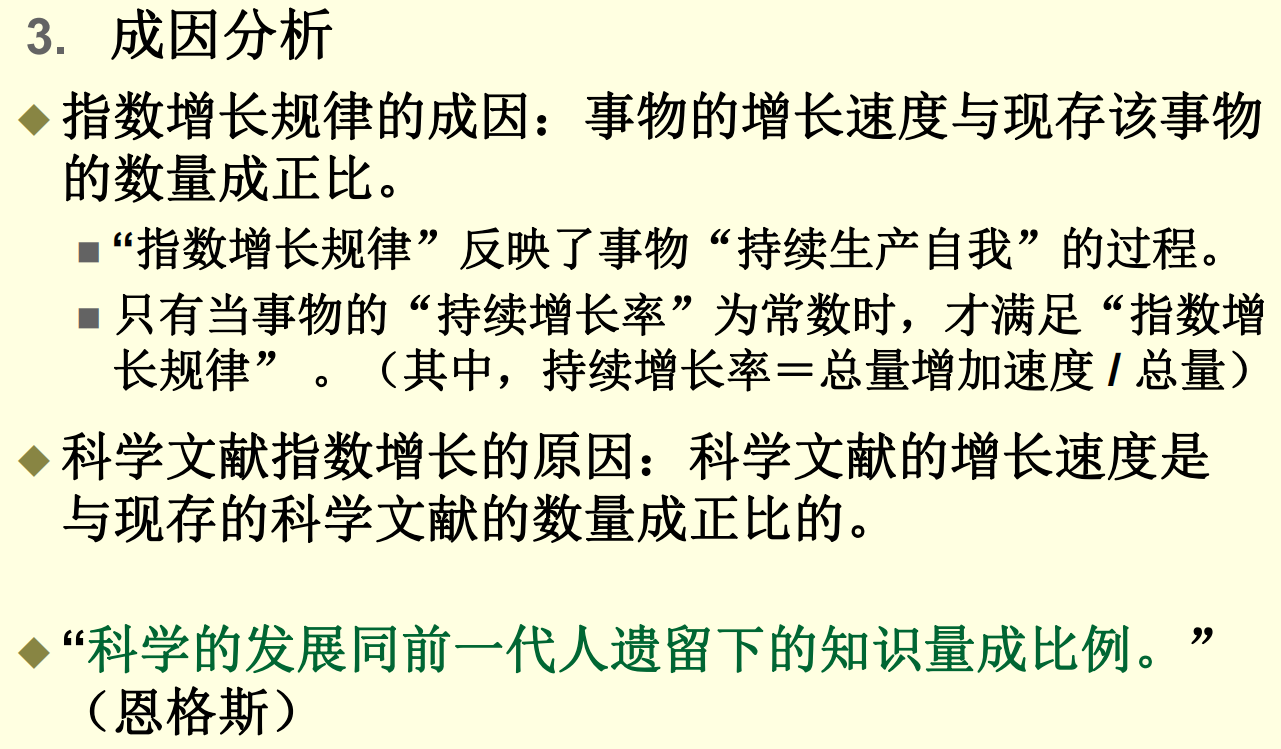 3. 成因分析
指数增长规律的成因：事物的增长速度与现存该事物
的数量成正比。
“指数增长规律”反映了事物“持续生产自我”的过程。
只有当事物的“持续增长率”为常数时，才满足“指数增
长规律” 。（其中，持续增长率＝总量增加速度 / 总量）
科学文献指数增长的原因：科学文献的增长速度是
与现存的科学文献的数量成正比的。
“科学的发展同前一代人遗留下的知识量成比例。”
（恩格斯）